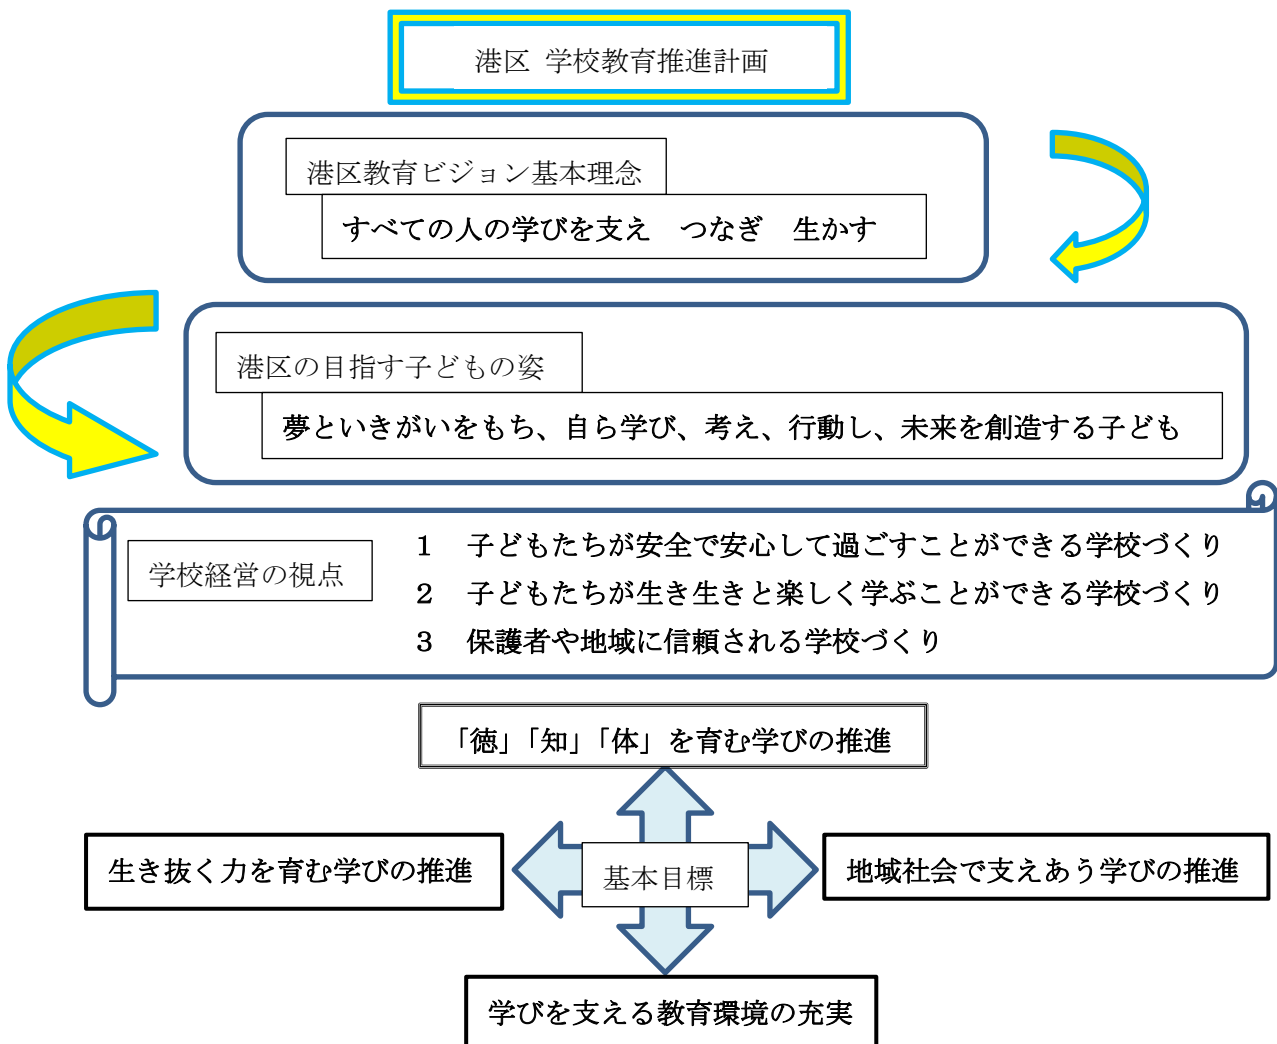 港区 学校教育推進計画
港区教育ビジョン基本理念
すべての人の学びを支え　つなぎ　生かす
港区の目指す子どもの姿
夢といきがいをもち、自ら学び、考え、行動し、未来を創造する子ども
学校経営の視点
１　子どもたちが安全で安心して過ごすことができる学校づくり
２　子どもたちが生き生きと楽しく学ぶことができる学校づくり
３　保護者や地域に信頼される学校づくり
「徳」「知」「体」を育む学びの推進
生き抜く力を育む学びの推進
基本目標
地域社会で支えあう学びの推進
学びを支える教育環境の充実